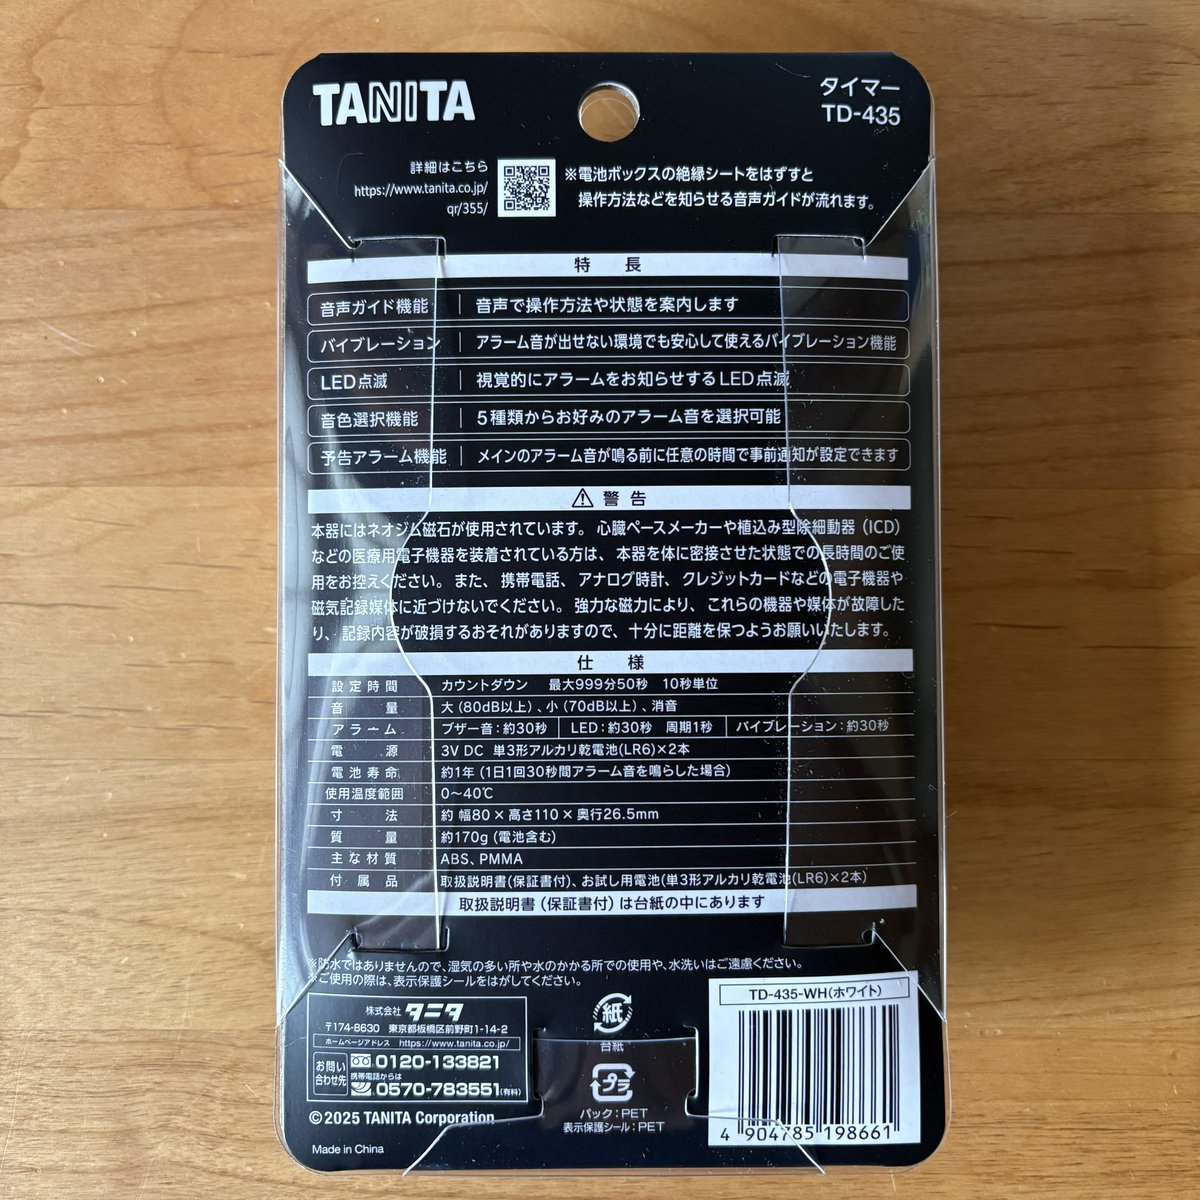 TANITA
タイマー
TD-435
詳細はこちら
https://www.tanita.co.jp/
qr/355/
※電池ボックスの絶縁シートをはずすと
操作方法などを知らせる音声ガイドが流れます。
特 長
音声ガイド機能 音声で操作方法や状態を案内します
バイブレーション アラーム音が出せない環境でも安心して使えるバイブレーション機能
LED点滅 視覚的にアラームをお知らせするLED点滅
音色選択機能 5種類からお好みのアラーム音を選択可能
予告アラーム機能 メインのアラーム音が鳴る前に任意の時間で事前通知が設定できます
⚠ 警告
本器にはネオジム磁石が使用されています。心臓ペースメーカーや植込み型除細動器(ICD)
などの医療用電子機器を装着されている方は、本器を体に密接させた状態での長時間のご使
用をお控えください。また、携帯電話、アナログ時計、クレジットカードなどの電子機器や
磁気記録媒体に近づけないでください。強力な磁力により、これらの機器や媒体が故障した
り、記録内容が破損するおそれがありますので、十分に距離を保つようお願いいたします。
仕 様
設定時間 カウントダウン 最大999分50秒 10秒単位
音量 大(80dB以上)、小(70dB以上)、消音
アラーム ブザー音:約30秒 LED:約30秒 周期1秒 バイブレーション:約30秒
電源 3V DC 単3形アルカリ乾電池(LR6)×2本
電池寿命 約1年(1日1回30秒間アラーム音を鳴らした場合)
使用温度範囲 0～40℃
寸法 約 幅80×高さ110×奥行26.5mm
質量 約170g(電池含む)
主な材質 ABS、PMMA
付属品 取扱説明書(保証書付)、お試し用電池(単3形アルカリ乾電池(LR6)×2本)
取扱説明書(保証書付)は台紙の中にあります
※防水ではありませんので、湿気の多い所や水のかかる所での使用や、水洗いはご遠慮ください。
※ご使用の際は、表示保護シールをはがしてください。
株式会社 タニタ
〒174-8630 東京都板橋区前野町1-14-2
ホームページアドレス https://www.tanita.co.jp/
お問い合わせ先 0120-133821
携帯電話からは 0570-783551(有料)
©2025 TANITA Corporation
Made in China
紙
台紙
プラ
パック:PET
表示保護シール:PET
TD-435-WH(ホワイト)
4 904785 198661